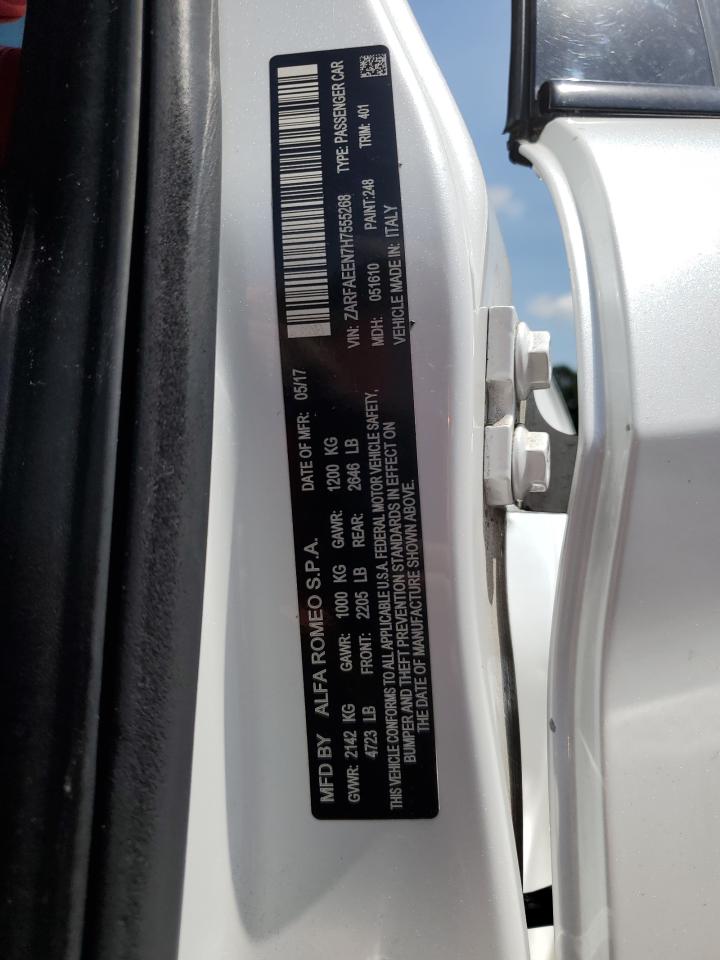 MFD BY ALFA ROMEO S.P.A. DATE OF MFR: 05/17
GVWR: 2142 KG GAWR: 1000 KG GAWR: 1200 KG
4723 LB FRONT: 2205 LB REAR: 2646 LB
THIS VEHICLE CONFORMS TO ALL APPLICABLE U.S.A. FEDERAL MOTOR VEHICLE SAFETY,
BUMPER AND THEFT PREVENTION STANDARDS IN EFFECT ON
THE DATE OF MANUFACTURE SHOWN ABOVE.
VIN: ZARFAEEN7H7555268 TYPE: PASSENGER CAR
MDH: 051610 PAINT:248 TRIM: 401
VEHICLE MADE IN: ITALY